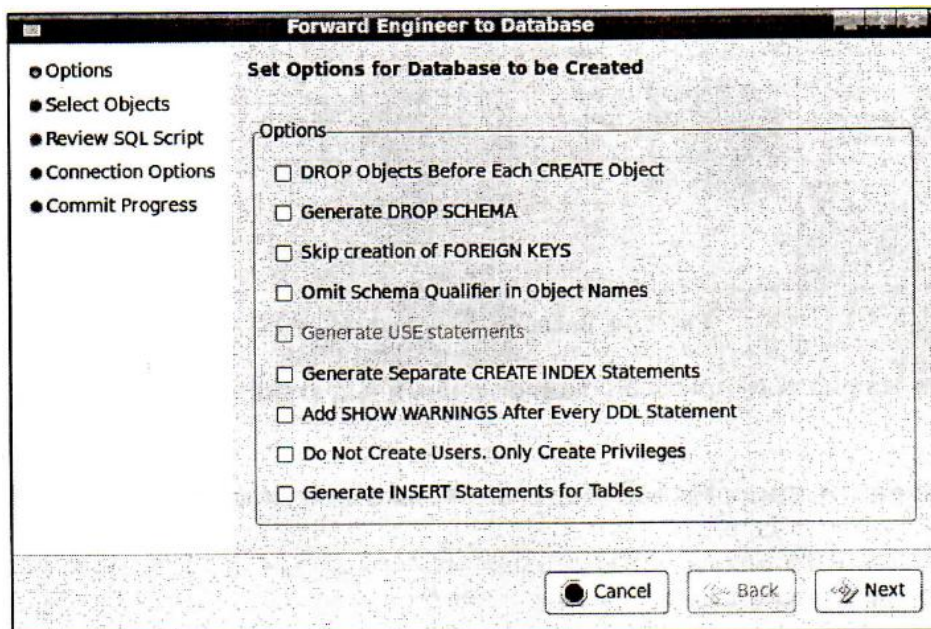 Forward Engineer to Database
Options
Select Objects
Review SQL Script
Connection Options
Commit Progress
Set Options for Database to be Created
Options
DROP Objects Before Each CREATE Object
Generate DROP SCHEMA
Skip creation of FOREIGN KEYS
Omit Schema Qualifier in Object Names
Generate USE statements
Generate Separate CREATE INDEX Statements
Add SHOW WARNINGS After Every DDL Statement
Do Not Create Users. Only Create Privileges
Generate INSERT Statements for Tables
Cancel
Back
Next